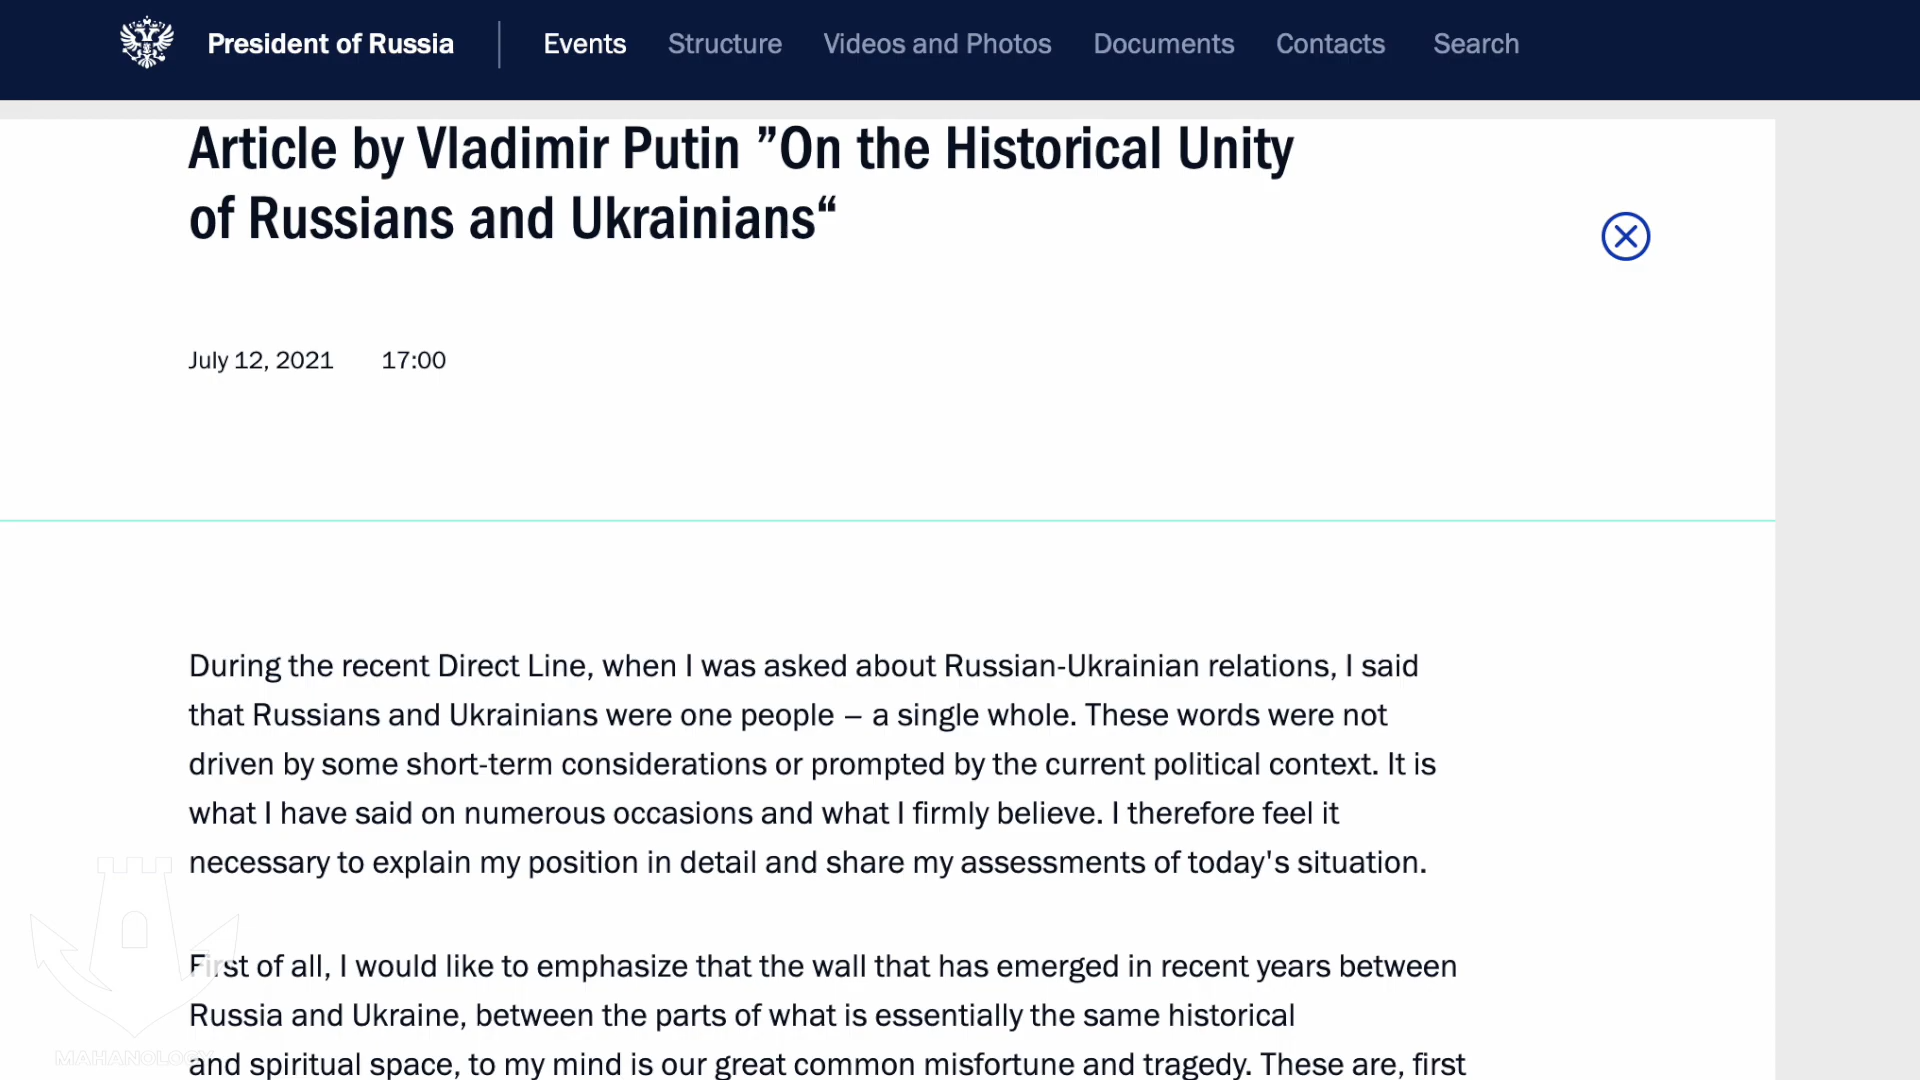 President of Russia
Events
Structure
Videos and Photos
Documents
Contacts
Search
Article by Vladimir Putin ”On the Historical Unity
of Russians and Ukrainians“
July 12, 2021 17:00
During the recent Direct Line, when I was asked about Russian-Ukrainian relations, I said
that Russians and Ukrainians were one people – a single whole. These words were not
driven by some short-term considerations or prompted by the current political context. It is
what I have said on numerous occasions and what I firmly believe. I therefore feel it
necessary to explain my position in detail and share my assessments of today's situation.
First of all, I would like to emphasize that the wall that has emerged in recent years between
Russia and Ukraine, between the parts of what is essentially the same historical
and spiritual space, to my mind is our great common misfortune and tragedy. These are, first
MAHANOLOGY